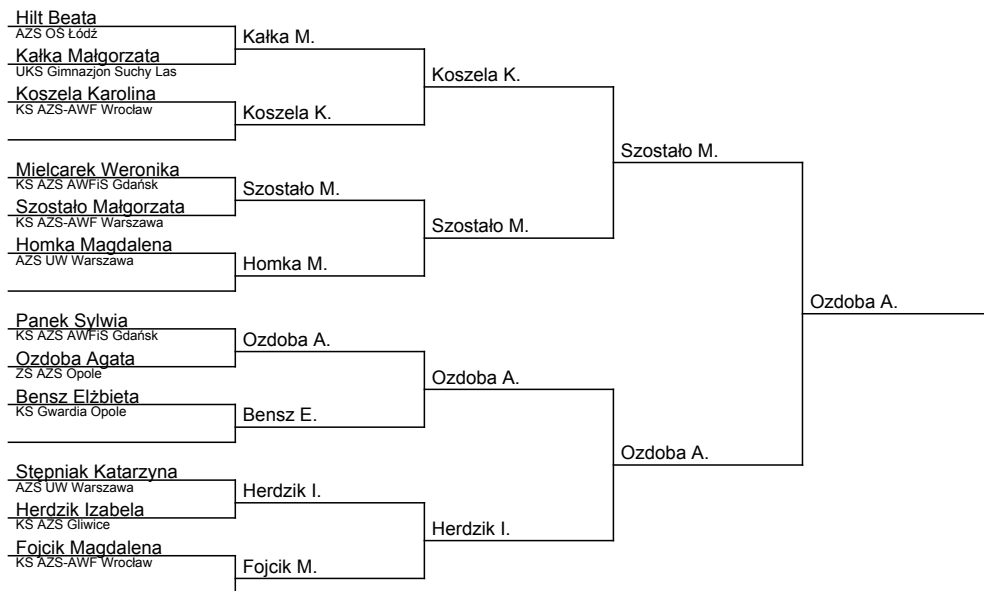 Hilt Beata
AZS OŚ Łódź
Kałka M.
Kałka Małgorzata
UKS Gimnazjon Suchy Las
Koszela K.
Koszela Karolina
KS AZS-AWF Wrocław
Koszela K.
Szostało M.
Mielcarek Weronika
KS AZS AWFiS Gdańsk
Szostało M.
Szostało Małgorzata
KS AZS-AWF Warszawa
Szostało M.
Homka Magdalena
AZS UW Warszawa
Homka M.
Ozdoba A.
Panek Sylwia
KS AZS AWFiS Gdańsk
Ozdoba A.
Ozdoba Agata
ZS AZS Opole
Ozdoba A.
Bensz Elżbieta
KS Gwardia Opole
Bensz E.
Ozdoba A.
Stępniak Katarzyna
AZS UW Warszawa
Herdzik I.
Herdzik Izabela
KS AZS Gliwice
Herdzik I.
Fojcik Magdalena
KS AZS-AWF Wrocław
Fojcik M.